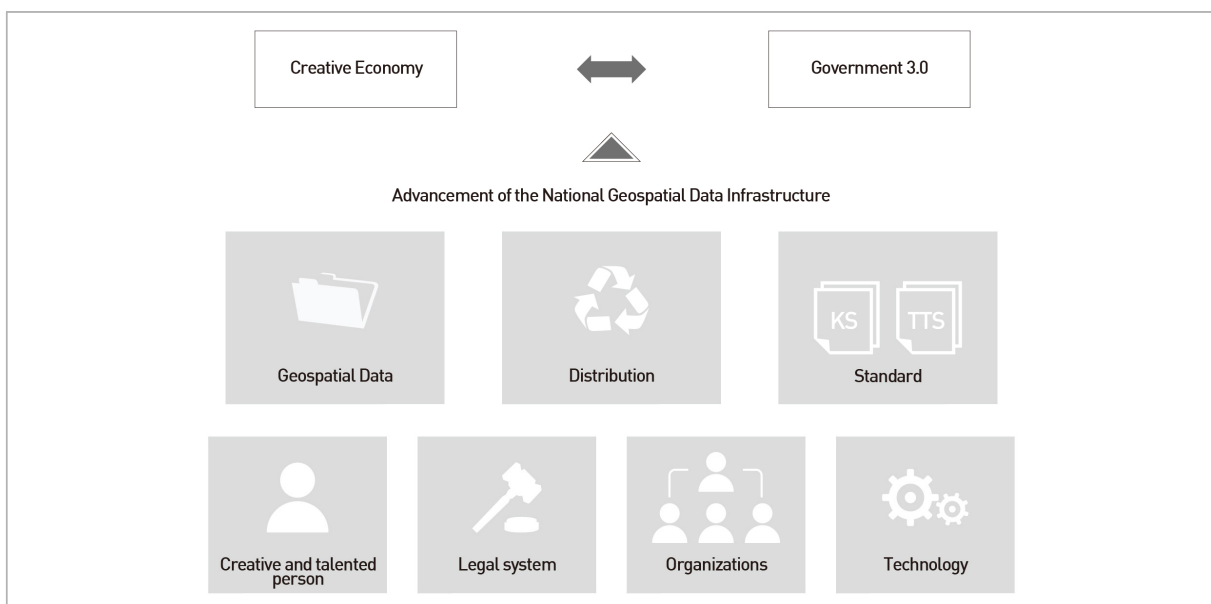 Creative Economy
Government 3.0
Advancement of the National Geospatial Data Infrastructure
KS
TTS
Geospatial Data
Distribution
Standard
Creative and talented
person
Legal system
Organizations
Technology